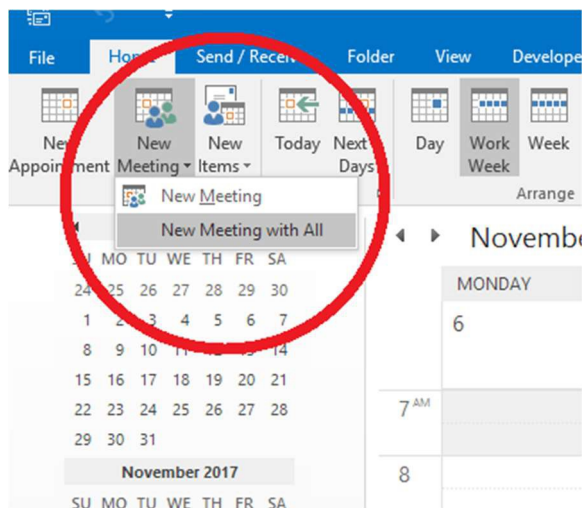 File Home Send / Receive Folder View Develope
New Appointment
New Meeting
New Items
Today
Next Days
Day
Work Week
Week
Arrange
New Meeting
New Meeting with All
SU MO TU WE TH FR SA
24 25 26 27 28 29 30
1 2 3 4 5 6 7
8 9 10 11 12 13 14
15 16 17 18 19 20 21
22 23 24 25 26 27 28
29 30 31
November 2017
SU MO TU WE TH FR SA
Novembe
MONDAY
6
7 AM
8